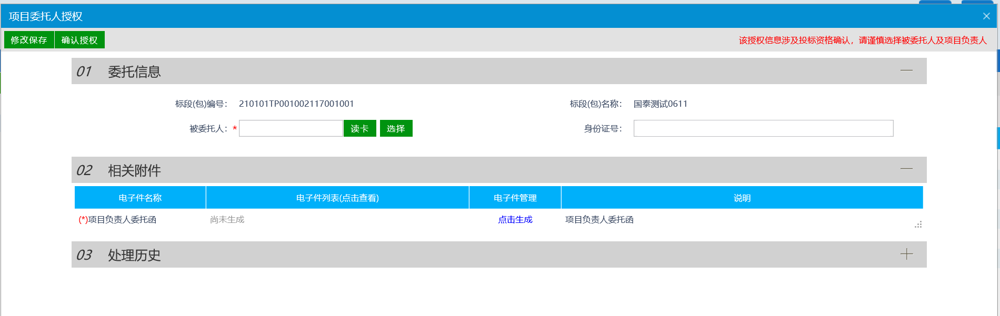 项目委托人授权
修改保存 确认授权 该授权信息涉及投标资格确认，请谨慎选择被委托人及项目负责人
01 委托信息
标段(包)编号： 210101TP001002117001001 标段(包)名称： 国泰测试0611
被委托人：* 读卡 选择 身份证号：
02 相关附件
电子件名称 电子件列表(点击查看) 电子件管理 说明
(*)项目负责人委托函 尚未生成 点击生成 项目负责人委托函
03 处理历史